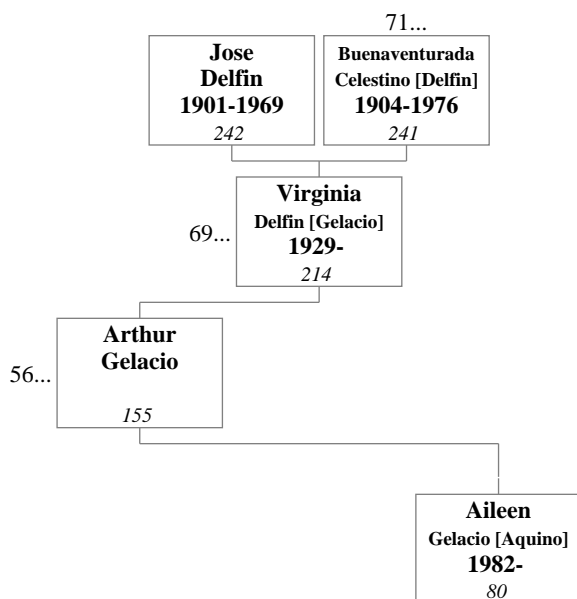 71...
Jose
Delfin
1901-1969
242
Buenaventurada
Celestino [Delfin]
1904-1976
241
69...
Virginia
Delfin [Gelacio]
1929-
214
56...
Arthur
Gelacio
155
Aileen
Gelacio [Aquino]
1982-
80